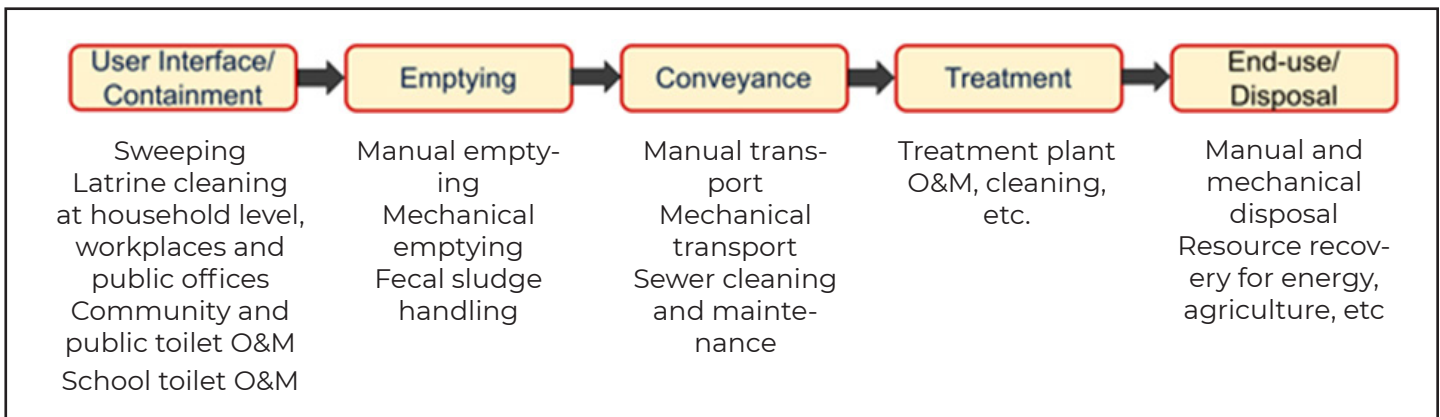 User Interface/
Containment
Emptying
Conveyance
Treatment
End-use/
Disposal
Sweeping
Latrine cleaning
at household level,
workplaces and
public offices
Community and
public toilet O&M
School toilet O&M
Manual empty-
ing
Mechanical
emptying
Fecal sludge
handling
Manual trans-
port
Mechanical
transport
Sewer cleaning
and mainte-
nance
Treatment plant
O&M, cleaning,
etc.
Manual and
mechanical
disposal
Resource recov-
ery for energy,
agriculture, etc